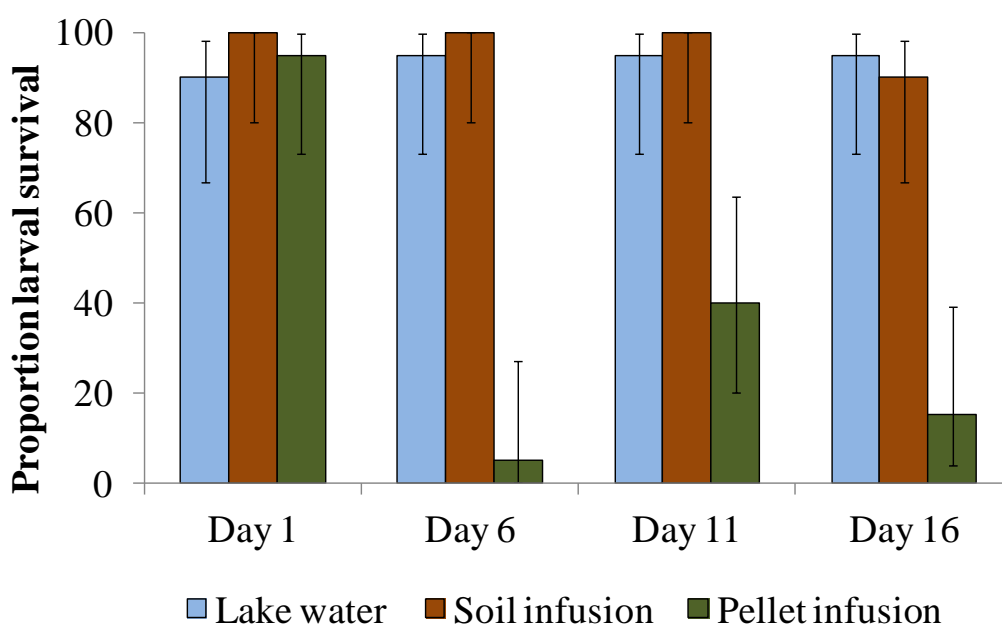 Proportion larval survival
100
80
60
40
20
0
Day 1 Day 6 Day 11 Day 16
Lake water Soil infusion Pellet infusion